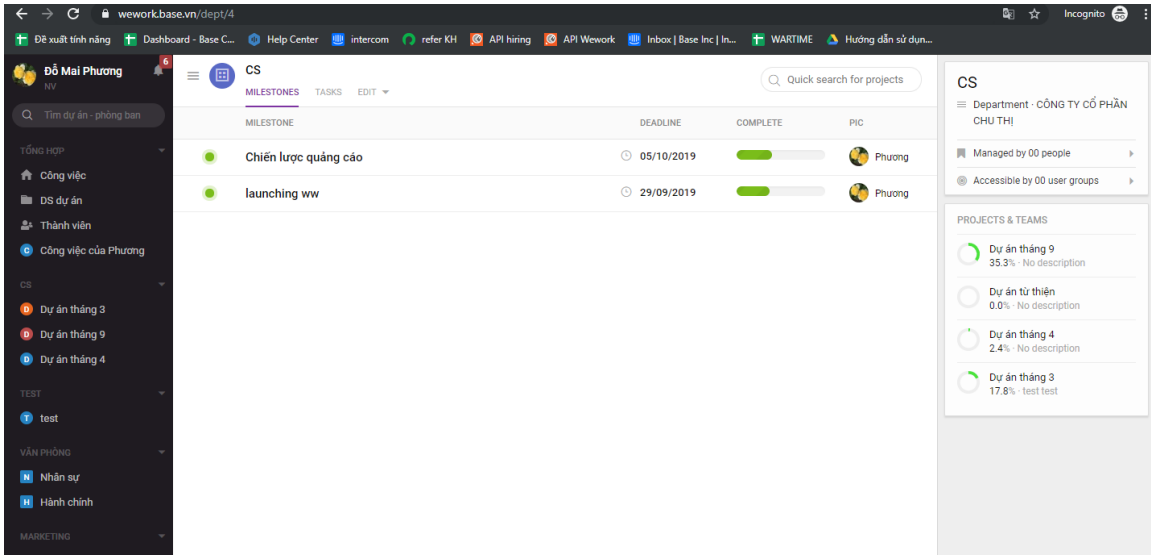 wework.base.vn/dept/4
Incognito
Đề xuất tính năng
Dashboard - Base C...
Help Center
intercom
refer KH
API hiring
API Wework
Inbox | Base Inc | In...
WARTIME
Hướng dẫn sử dụn...
Đỗ Mai Phương
NV
6
Tìm dự án - phòng ban
TỔNG HỢP
Công việc
DS dự án
Thành viên
C Công việc của Phương
CS
D Dự án tháng 3
D Dự án tháng 9
D Dự án tháng 4
TEST
T test
VĂN PHÒNG
N Nhân sự
H Hành chính
MARKETING
CS
MILESTONES TASKS EDIT
Quick search for projects
MILESTONE DEADLINE COMPLETE PIC
Chiến lược quảng cáo 05/10/2019 Phương
launching ww 29/09/2019 Phương
CS
Department · CÔNG TY CỔ PHẦN
CHU THỊ
Managed by 00 people
Accessible by 00 user groups
PROJECTS & TEAMS
Dự án tháng 9
35.3% · No description
Dự án từ thiện
0.0% · No description
Dự án tháng 4
2.4% · No description
Dự án tháng 3
17.8% · test test